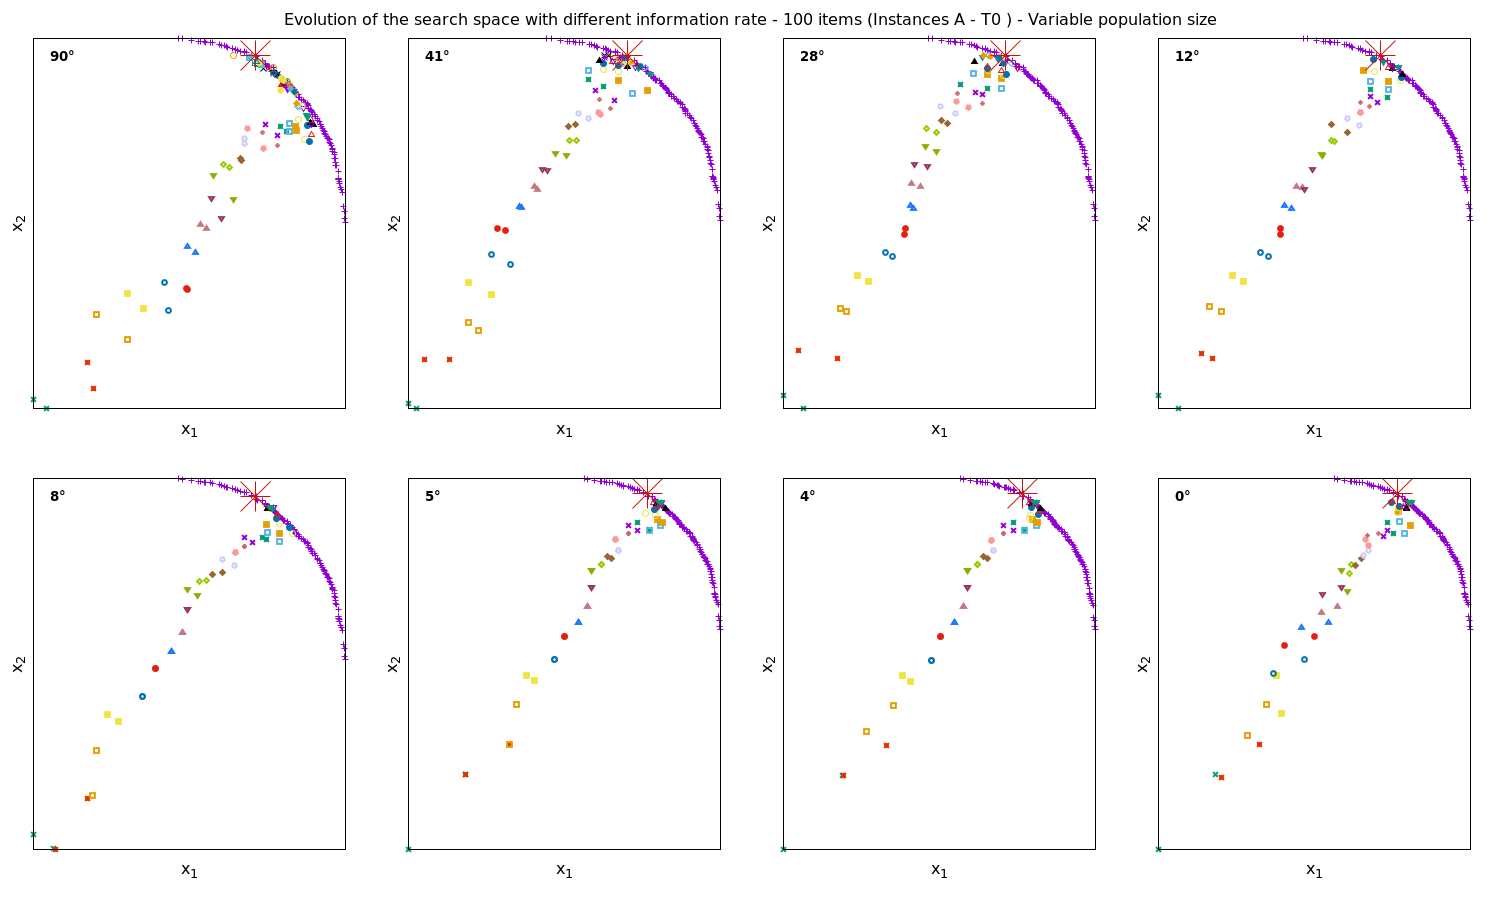 Evolution of the search space with different information rate - 100 items (Instances A - T0 ) - Variable population size
90° 41° 28° 12°
x₂ x₂ x₂ x₂
x₁ x₁ x₁ x₁
8° 5° 4° 0°
x₂ x₂ x₂ x₂
x₁ x₁ x₁ x₁